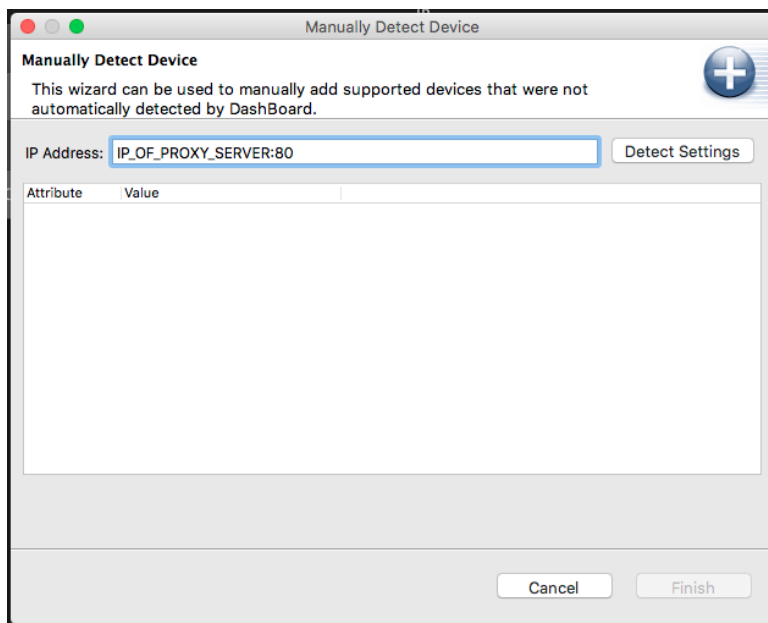 Manually Detect Device
Manually Detect Device
This wizard can be used to manually add supported devices that were not
automatically detected by DashBoard.
IP Address: IP_OF_PROXY_SERVER:80 Detect Settings
Attribute Value
Cancel Finish